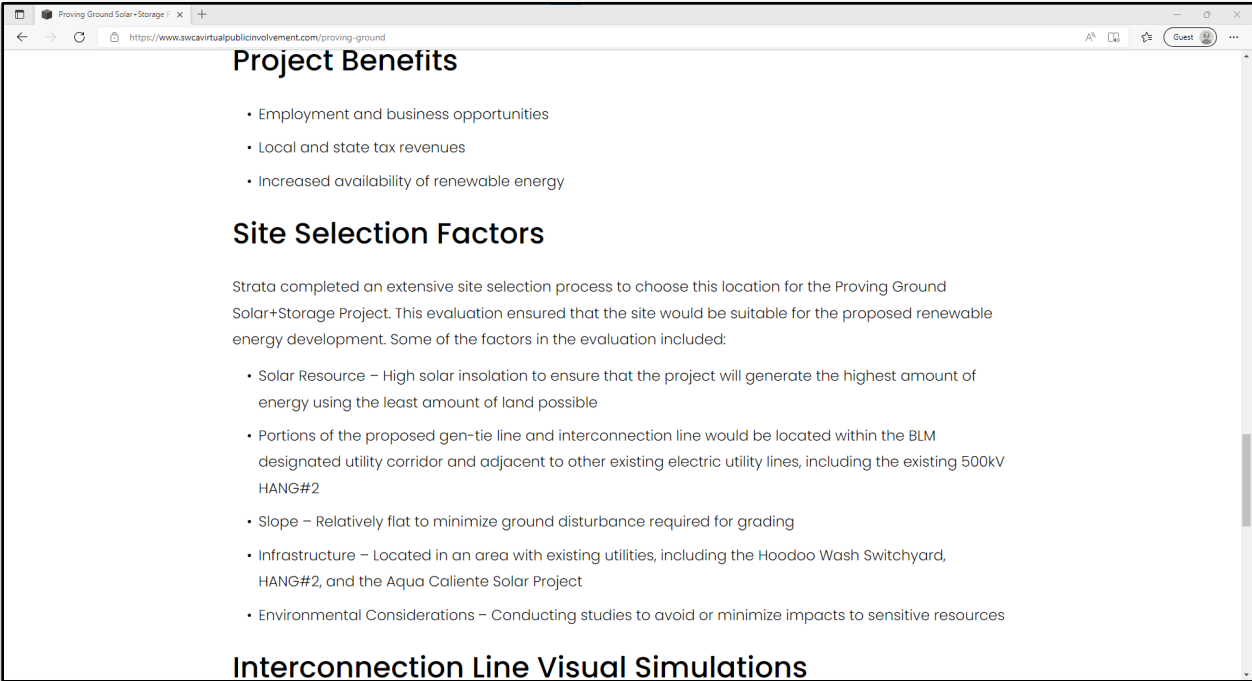 Proving Ground Solar+Storage P
https://www.swcavirtualpublicinvolvement.com/proving-ground
Guest
Project Benefits
• Employment and business opportunities
• Local and state tax revenues
• Increased availability of renewable energy
Site Selection Factors
Strata completed an extensive site selection process to choose this location for the Proving Ground
Solar+Storage Project. This evaluation ensured that the site would be suitable for the proposed renewable
energy development. Some of the factors in the evaluation included:
• Solar Resource – High solar insolation to ensure that the project will generate the highest amount of
energy using the least amount of land possible
• Portions of the proposed gen-tie line and interconnection line would be located within the BLM
designated utility corridor and adjacent to other existing electric utility lines, including the existing 500kV
HANG#2
• Slope – Relatively flat to minimize ground disturbance required for grading
• Infrastructure – Located in an area with existing utilities, including the Hoodoo Wash Switchyard,
HANG#2, and the Aqua Caliente Solar Project
• Environmental Considerations – Conducting studies to avoid or minimize impacts to sensitive resources
Interconnection Line Visual Simulations